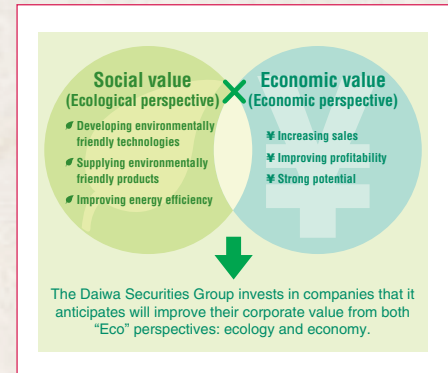 Social value
(Ecological perspective)
Developing environmentally
friendly technologies
Supplying environmentally
friendly products
Improving energy efficiency
×
Economic value
(Economic perspective)
¥ Increasing sales
¥ Improving profitability
¥ Strong potential
The Daiwa Securities Group invests in companies that it
anticipates will improve their corporate value from both
“Eco” perspectives: ecology and economy.